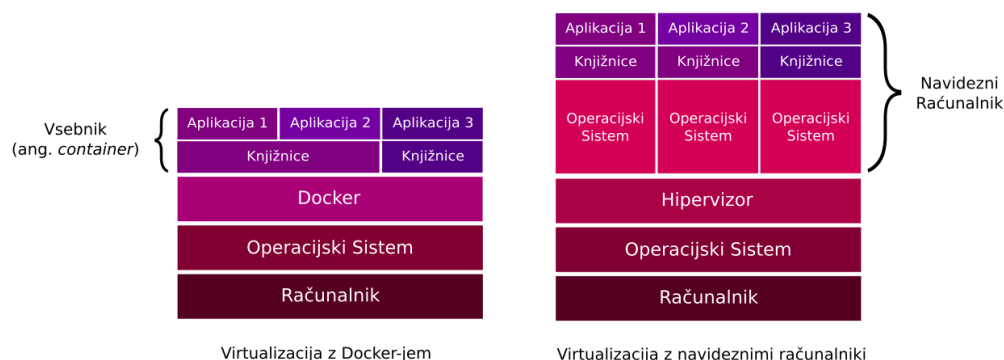 Vsebnik
(ang. container)
Aplikacija 1
Aplikacija 2
Aplikacija 3
Knjižnice
Knjižnice
Docker
Operacijski Sistem
Računalnik
Virtualizacija z Docker-jem
Aplikacija 1
Aplikacija 2
Aplikacija 3
Knjižnice
Knjižnice
Knjižnice
Operacijski
Sistem
Operacijski
Sistem
Operacijski
Sistem
Hipervizor
Operacijski Sistem
Računalnik
Navidezni
Raćunalnik
Virtualizacija z navideznimi računalniki